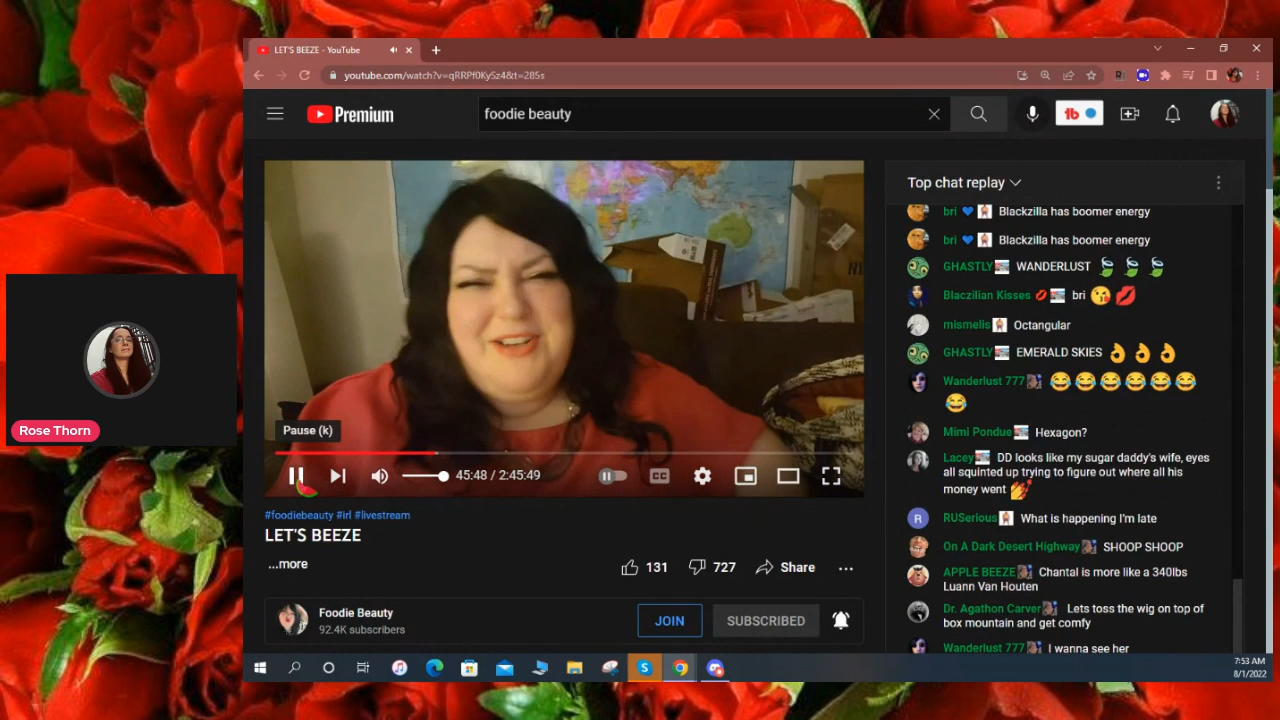 LET'S BEEZE - YouTube
youtube.com/watch?v=qRRPf0KySz4&t=285s
Premium
foodie beauty
Top chat replay
bri Blackzilla has boomer energy
bri Blackzilla has boomer energy
GHASTLY WANDERLUST
Blaczilian Kisses bri
mismelis Octangular
GHASTLY EMERALD SKIES
Wanderlust 777
Mimi Pondue Hexagon?
Lacey DD looks like my sugar daddy's wife, eyes
all squinted up trying to figure out where all his
money went
R RUSerious What is happening I'm late
On A Dark Desert Highway SHOOP SHOOP
APPLE BEEZE Chantal is more like a 340lbs
Luann Van Houten
Dr. Agathon Carver Lets toss the wig on top of
box mountain and get comfy
Wanderlust 777 I wanna see her
Pause (k)
45:48 / 2:45:49
CC
#foodiebeauty #irl #livestream
LET'S BEEZE
...more
131
727
Share
Foodie Beauty
92.4K subscribers
JOIN
SUBSCRIBED
Rose Thorn
7:53 AM
8/1/2022